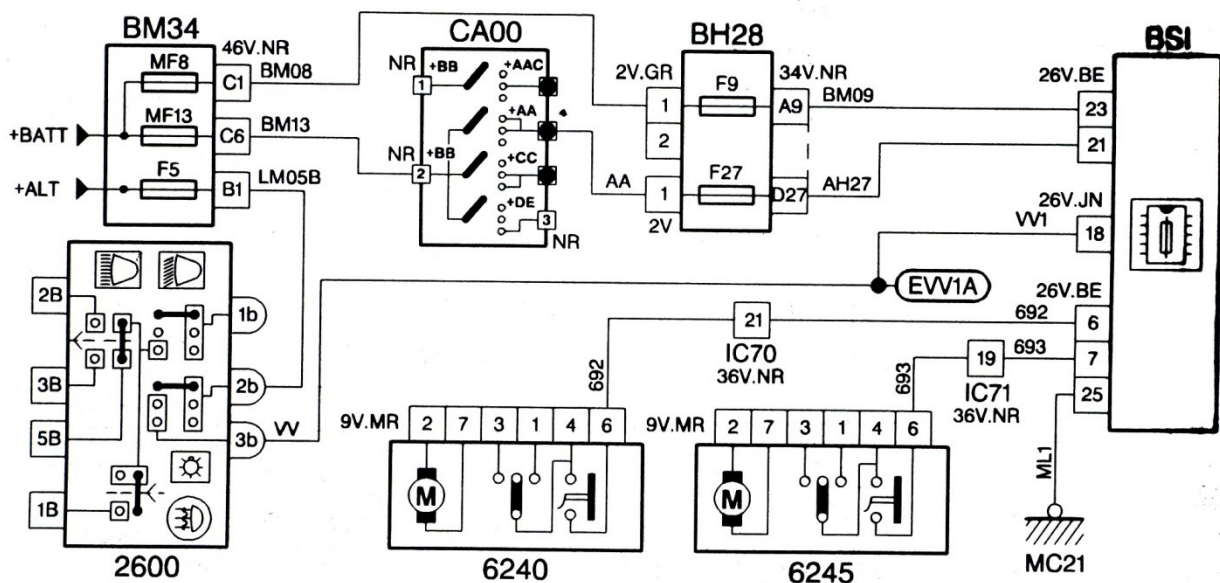 BM34
46V.NR
MF8
C1
BM08
MF13
C6
BM13
+BATT
F5
B1
LM05B
+ALT
CA00
NR
+BB
+AAC
1
+AA
NR
+BB
2
+CC
+DE
3
NR
BH28
2V.GR
34V.NR
1
F9
A9
BM09
2
AA
1
F27
D27
AH27
2V
BSI
26V.BE
23
21
26V.JN
VV1
18
EVV1A
26V.BE
692
6
693
7
25
ML1
MC21
21
IC70
36V.NR
19
IC71
36V.NR
2B
1b
3B
2b
5B
3b
VV
1B
2600
692
9V.MR
2 7 3 1 4 6
M
6240
693
9V.MR
2 7 3 1 4 6
M
6245